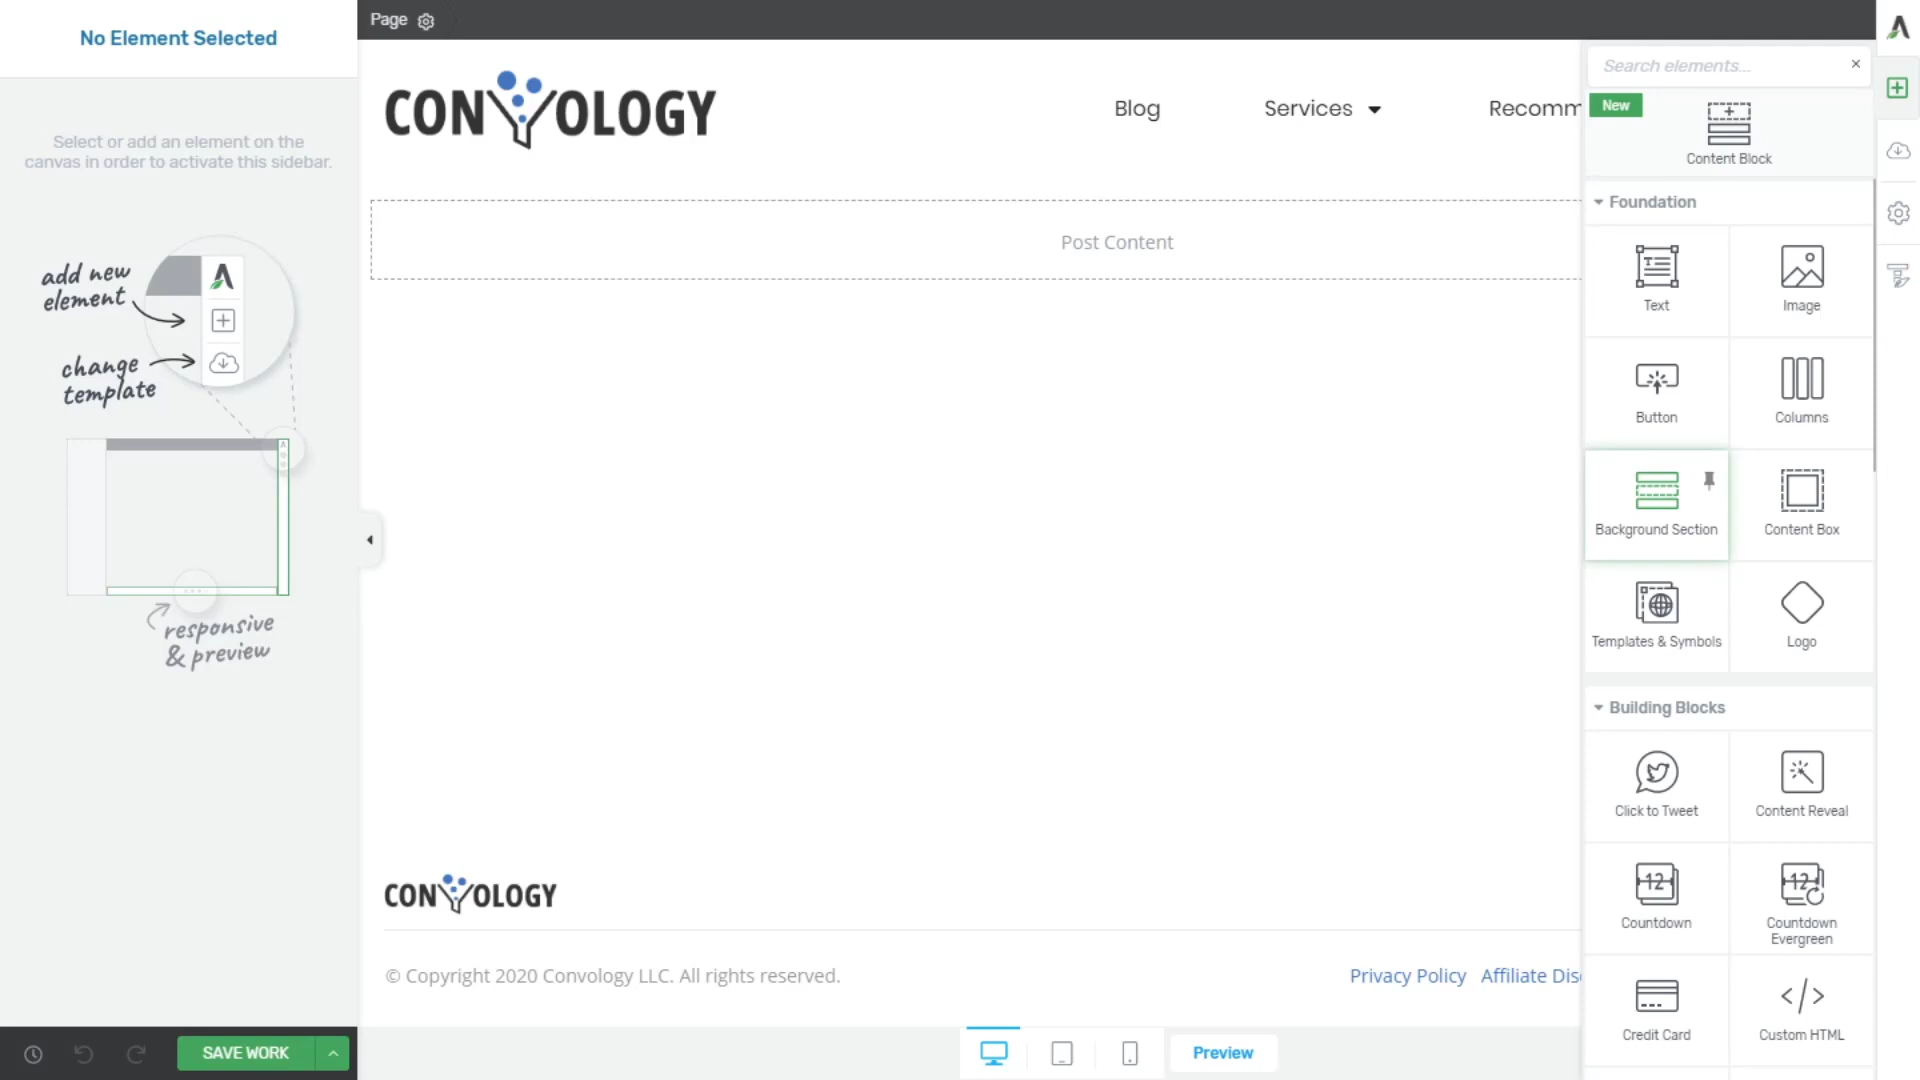 No Element Selected
Page
Select or add an element on the
canvas in order to activate this sidebar.
add new
element
change
template
responsive
& preview
SAVE WORK
CONVOLOGY
Blog
Services
Recomm
Post Content
CONVOLOGY
© Copyright 2020 Convology LLC. All rights reserved.
Privacy Policy
Affiliate Dis
Preview
Search elements...
New
Content Block
Foundation
Text
Image
Button
Columns
Background Section
Content Box
Templates & Symbols
Logo
Building Blocks
Click to Tweet
Content Reveal
12
Countdown
12
Countdown
Evergreen
Credit Card
Custom HTML